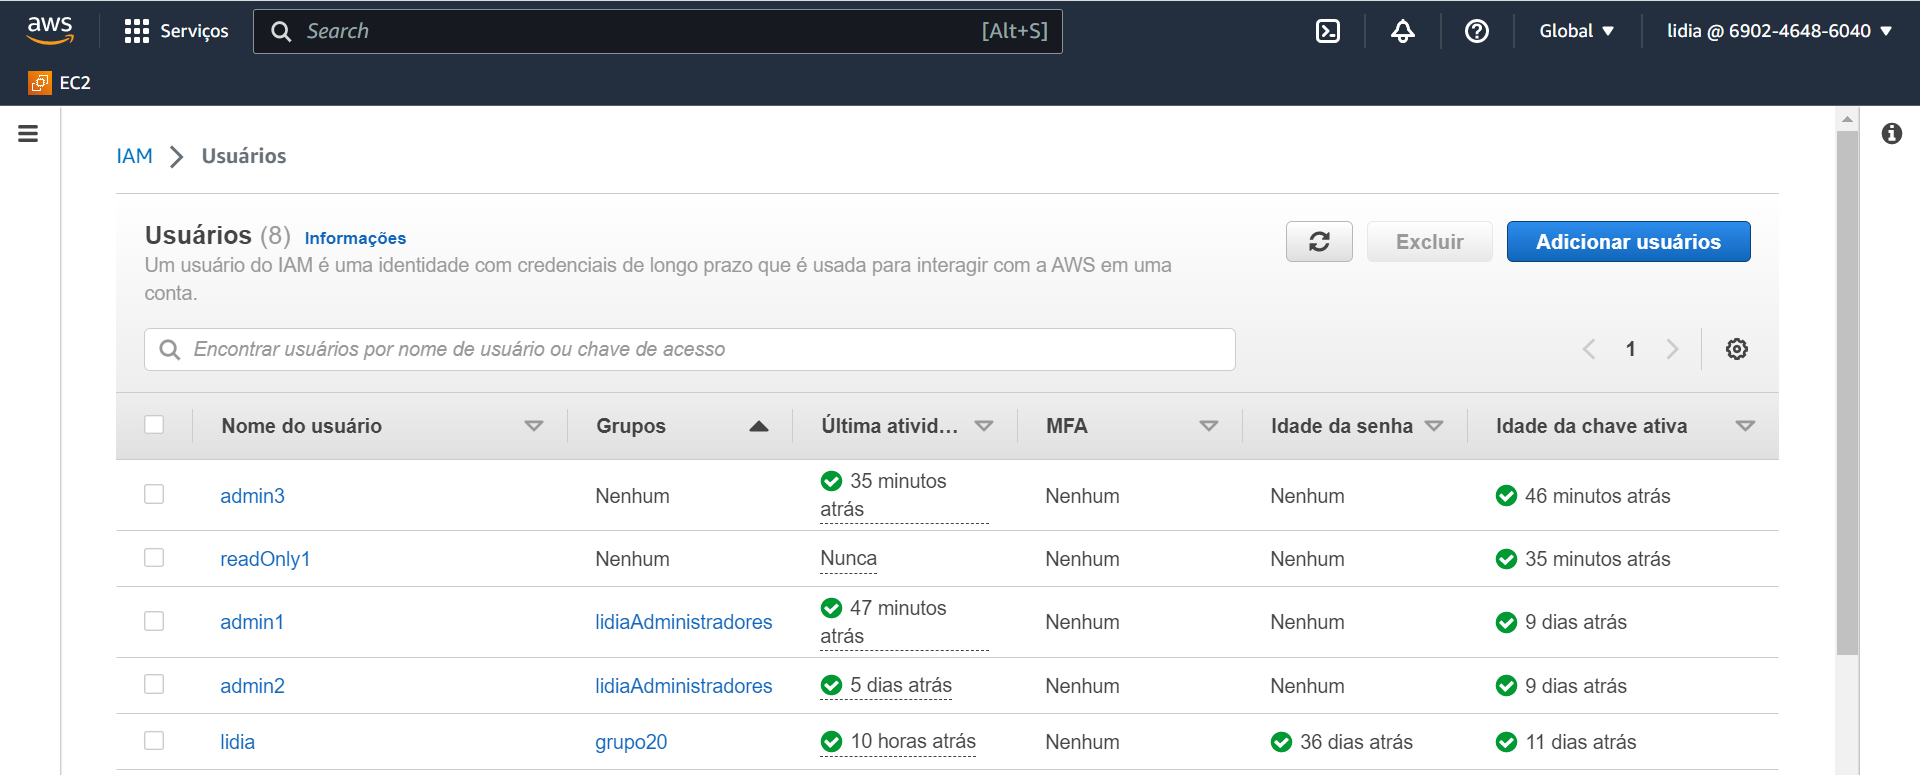 aws
Serviços
Search
[Alt+S]
Global
lidia @ 6902-4648-6040
EC2
IAM
Usuários
Usuários (8) Informações
Excluir
Adicionar usuários
Um usuário do IAM é uma identidade com credenciais de longo prazo que é usada para interagir com a AWS em uma
conta.
Encontrar usuários por nome de usuário ou chave de acesso
1
Nome do usuário
Grupos
Última ativid...
MFA
Idade da senha
Idade da chave ativa
admin3
Nenhum
35 minutos
atrás
Nenhum
Nenhum
46 minutos atrás
readOnly1
Nenhum
Nunca
Nenhum
Nenhum
35 minutos atrás
admin1
lidiaAdministradores
47 minutos
atrás
Nenhum
Nenhum
9 dias atrás
admin2
lidiaAdministradores
5 dias atrás
Nenhum
Nenhum
9 dias atrás
lidia
grupo20
10 horas atrás
Nenhum
36 dias atrás
11 dias atrás